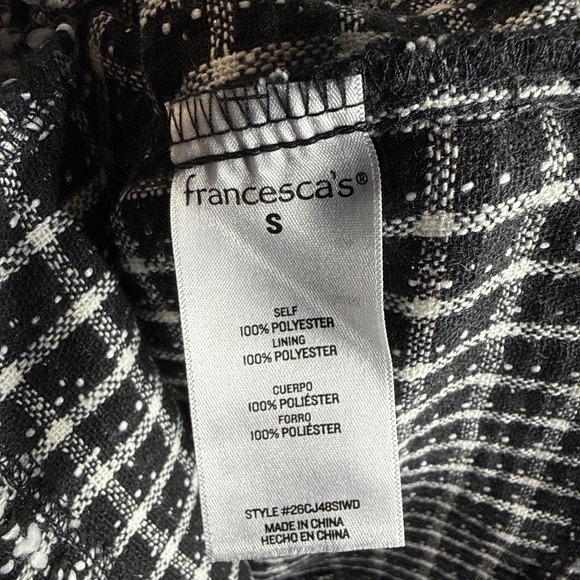 francesca's®
S
SELF
100% POLYESTER
LINING
100% POLYESTER
CUERPO
100% POLIÉSTER
FORRO
100% POLIÉSTER
STYLE #26CJ48S1WD
MADE IN CHINA
HECHO EN CHINA